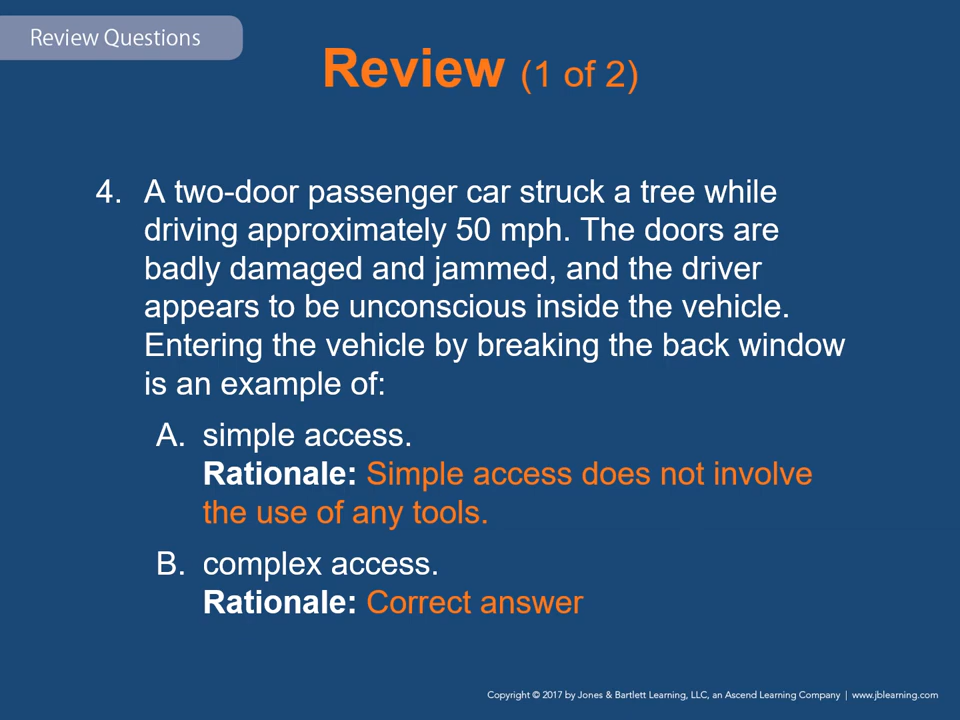 Review Questions
Review (1 of 2)
4. A two-door passenger car struck a tree while
driving approximately 50 mph. The doors are
badly damaged and jammed, and the driver
appears to be unconscious inside the vehicle.
Entering the vehicle by breaking the back window
is an example of:
A. simple access.
Rationale: Simple access does not involve
the use of any tools.
B. complex access.
Rationale: Correct answer
Copyright © 2017 by Jones & Bartlett Learning, LLC, an Ascend Learning Company | www.jblearning.com